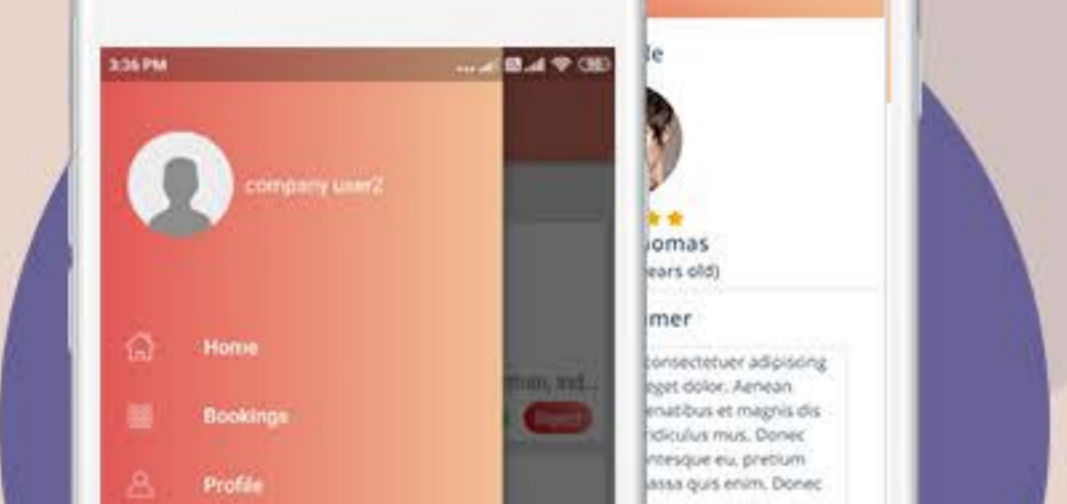 3:36 PM
company user2
Home
Bookings
Profile
le
omas
ears old)
mer
consectetuer adipiscing
eget dolor. Aenean
enatibus et magnis dis
ridiculus mus. Donec
ntesque eu, pretium
assa quis enim. Donec